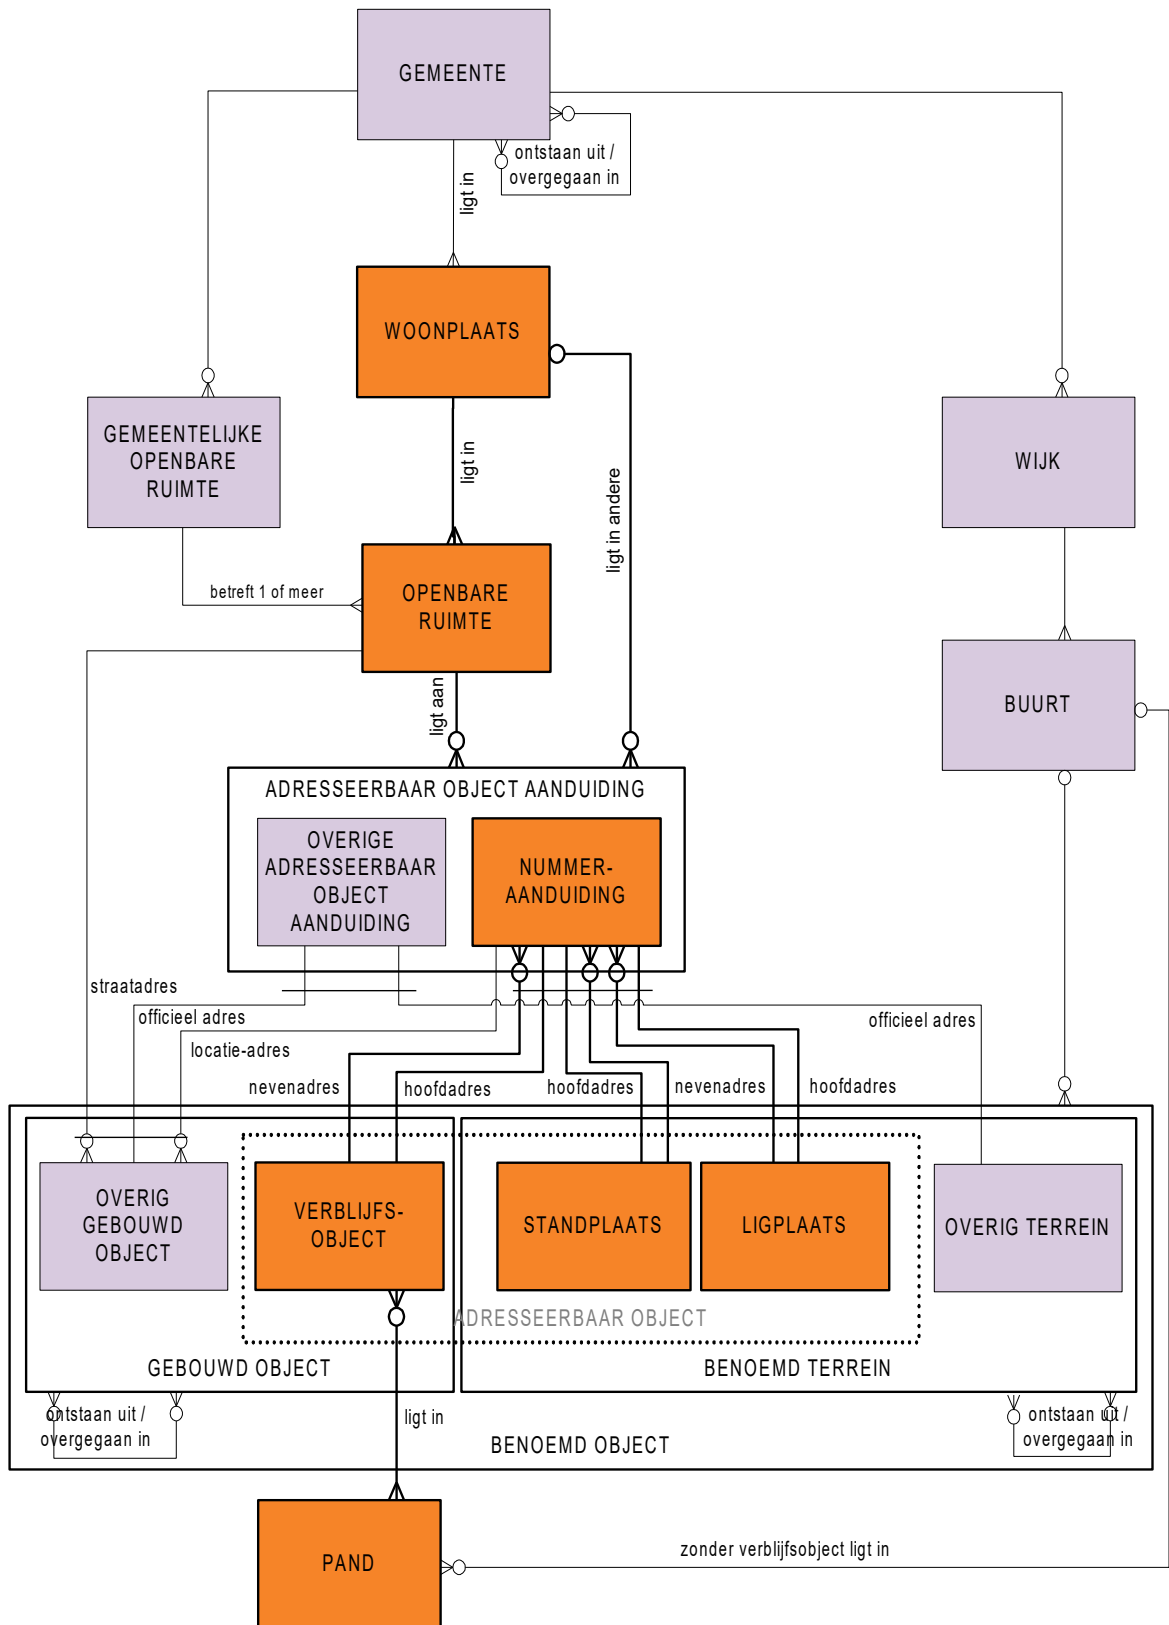 GEMEENTE
ontstaan uit /
overgegaan in
ligt in
WOONPLAATS
GEMEENTELIJKE
OPENBARE
RUIMTE
ligt in
ligt in andere
WIJK
betreft 1 of meer
OPENBARE
RUIMTE
ligt aan
BUURT
ADRESSEERBAAR OBJECT AANDUIDING
OVERIGE
ADRESSEERBAAR
OBJECT
AANDUIDING
NUMMER-
AANDUIDING
straatadres
officieel adres
officieel adres
locatie-adres
nevenadres
hoofdadres
hoofdadres
nevenadres
hoofdadres
OVERIG
GEBOUWD
OBJECT
VERBLIJFS-
OBJECT
STANDPLAATS
LIGPLAATS
OVERIG TERREIN
ADRESSEERBAAR OBJECT
GEBOUWD OBJECT
BENOEMD TERREIN
ontstaan uit /
overgegaan in
ligt in
ontstaan uit /
overgegaan in
BENOEMD OBJECT
zonder verblijfsobject ligt in
PAND